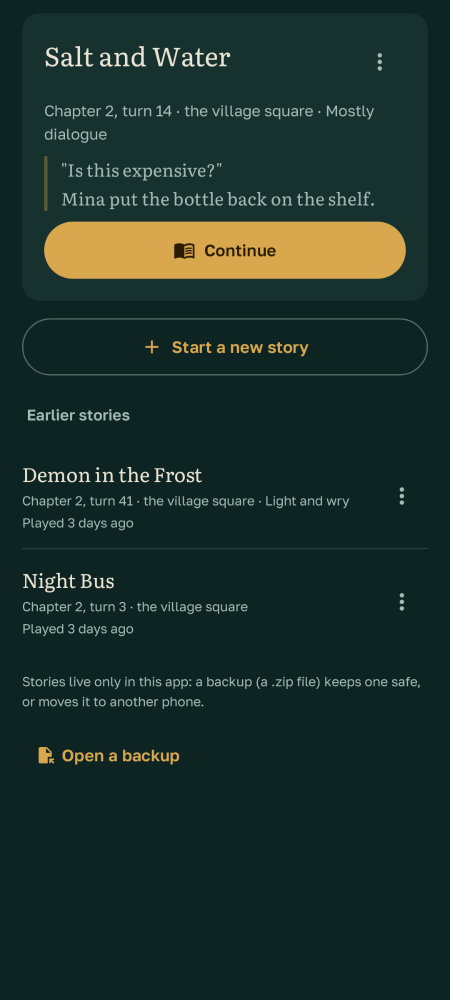 Salt and Water
Chapter 2, turn 14 · the village square · Mostly
dialogue
"Is this expensive?"
Mina put the bottle back on the shelf.
Continue
Start a new story
Earlier stories
Demon in the Frost
Chapter 2, turn 41 · the village square · Light and wry
Played 3 days ago
Night Bus
Chapter 2, turn 3 · the village square
Played 3 days ago
Stories live only in this app: a backup (a .zip file) keeps one safe,
or moves it to another phone.
Open a backup